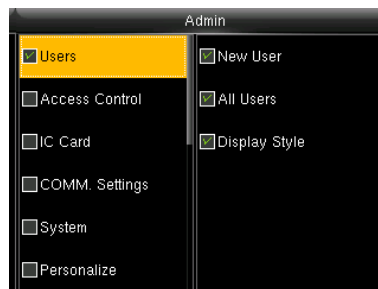 Admin
Users
Access Control
IC Card
COMM. Settings
System
Personalize
New User
All Users
Display Style